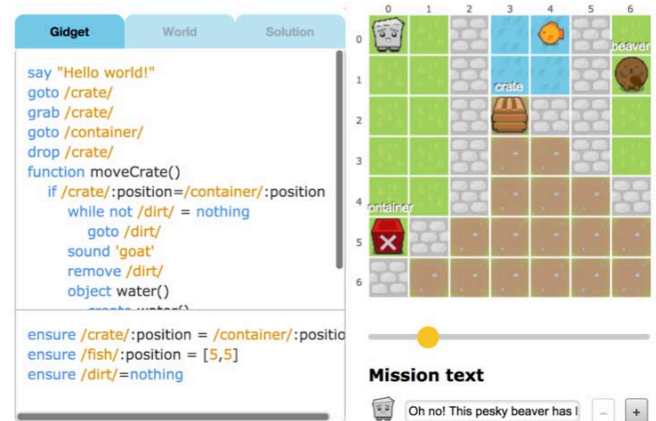 Gidget World Solution
say "Hello world!"
goto /crate/
grab /crate/
goto /container/
drop /crate/
function moveCrate()
if /crate/:position=/container/:position
while not /dirt/ = nothing
goto /dirt/
sound 'goat'
remove /dirt/
object water()
create water()
ensure /crate/:position = /container/:positio
ensure /fish/:position = [5,5]
ensure /dirt/=nothing
0 1 2 3 4 5 6
0
beaver
1
crate
2
3
4
ontainer
5
6
Mission text
Oh no! This pesky beaver has l